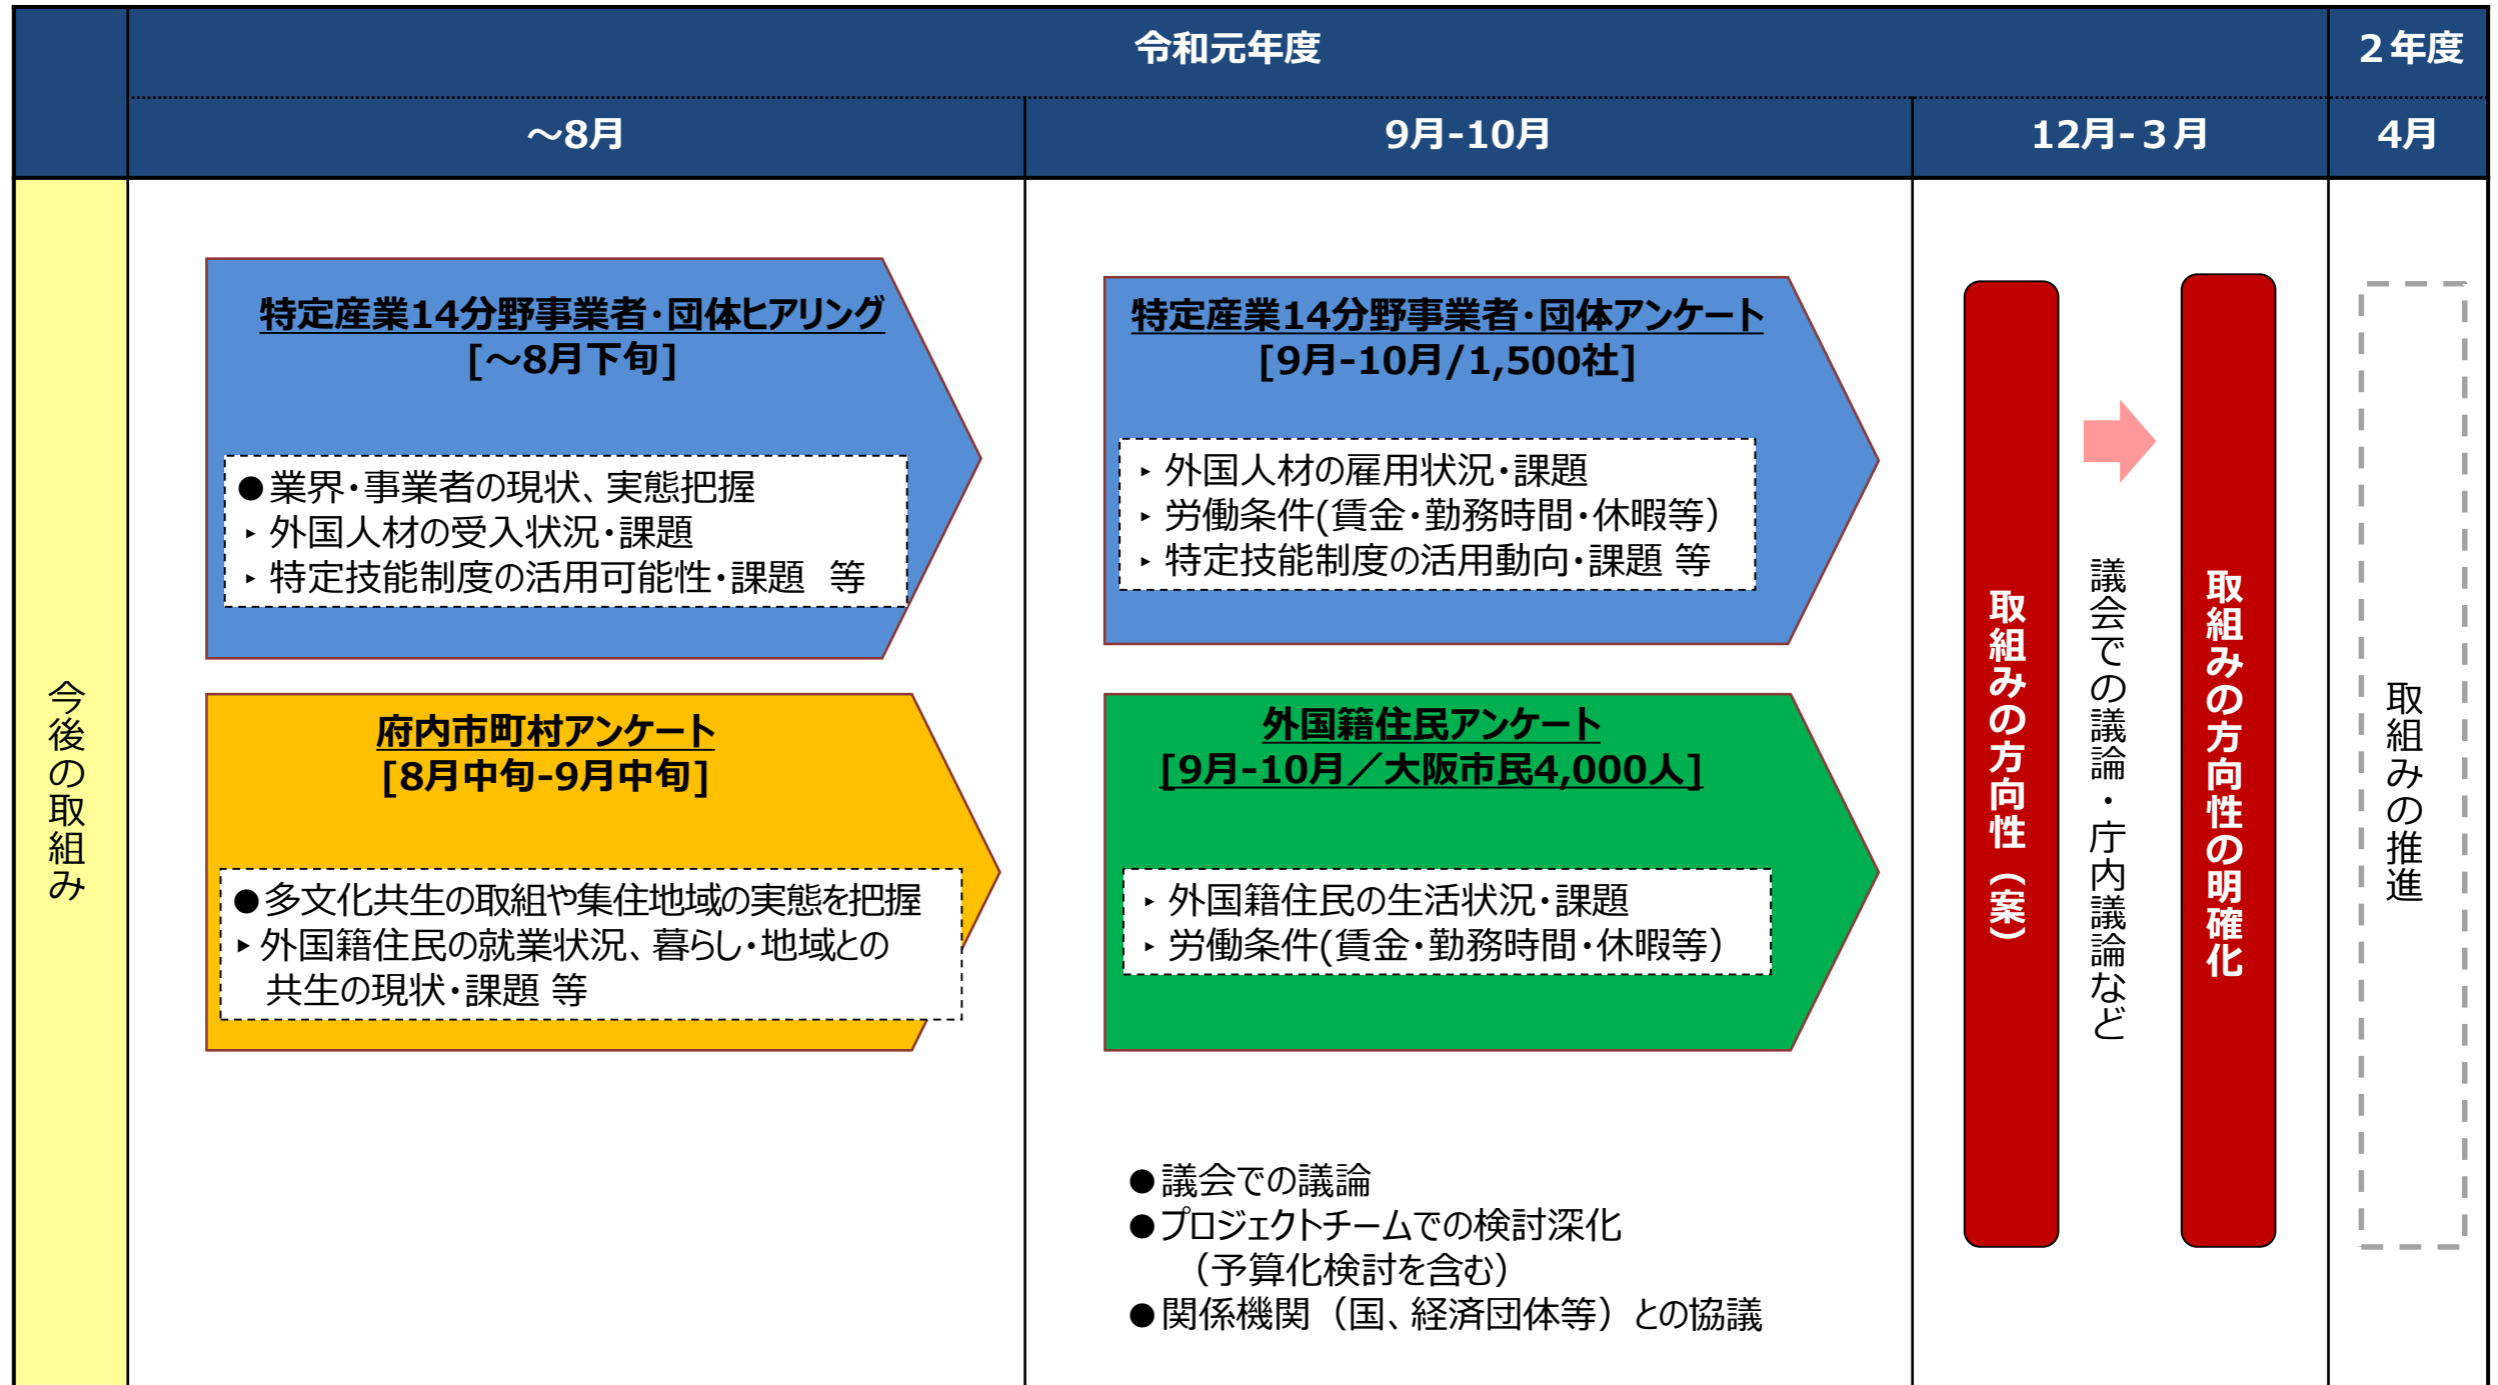 令和元年度
２年度
～8月
9月-10月
12月-３月
4月
今後の取組み
特定産業14分野事業者・団体ヒアリング
[～8月下旬]
●業界・事業者の現状、実態把握
‣ 外国人材の受入状況・課題
‣ 特定技能制度の活用可能性・課題　等
府内市町村アンケート
[8月中旬-9月中旬]
●多文化共生の取組や集住地域の実態を把握
‣ 外国籍住民の就業状況、暮らし・地域との
共生の現状・課題 等
特定産業14分野事業者・団体アンケート
[9月-10月/1,500社]
‣ 外国人材の雇用状況・課題
‣ 労働条件(賃金・勤務時間・休暇等）
‣ 特定技能制度の活用動向・課題 等
外国籍住民アンケート
[9月-10月／大阪市民4,000人]
‣ 外国籍住民の生活状況・課題
‣ 労働条件(賃金・勤務時間・休暇等）
●議会での議論
●プロジェクトチームでの検討深化
（予算化検討を含む）
●関係機関（国、経済団体等）との協議
取組みの方向性（案）
議会での議論・庁内議論など
取組みの方向性の明確化
取組みの推進